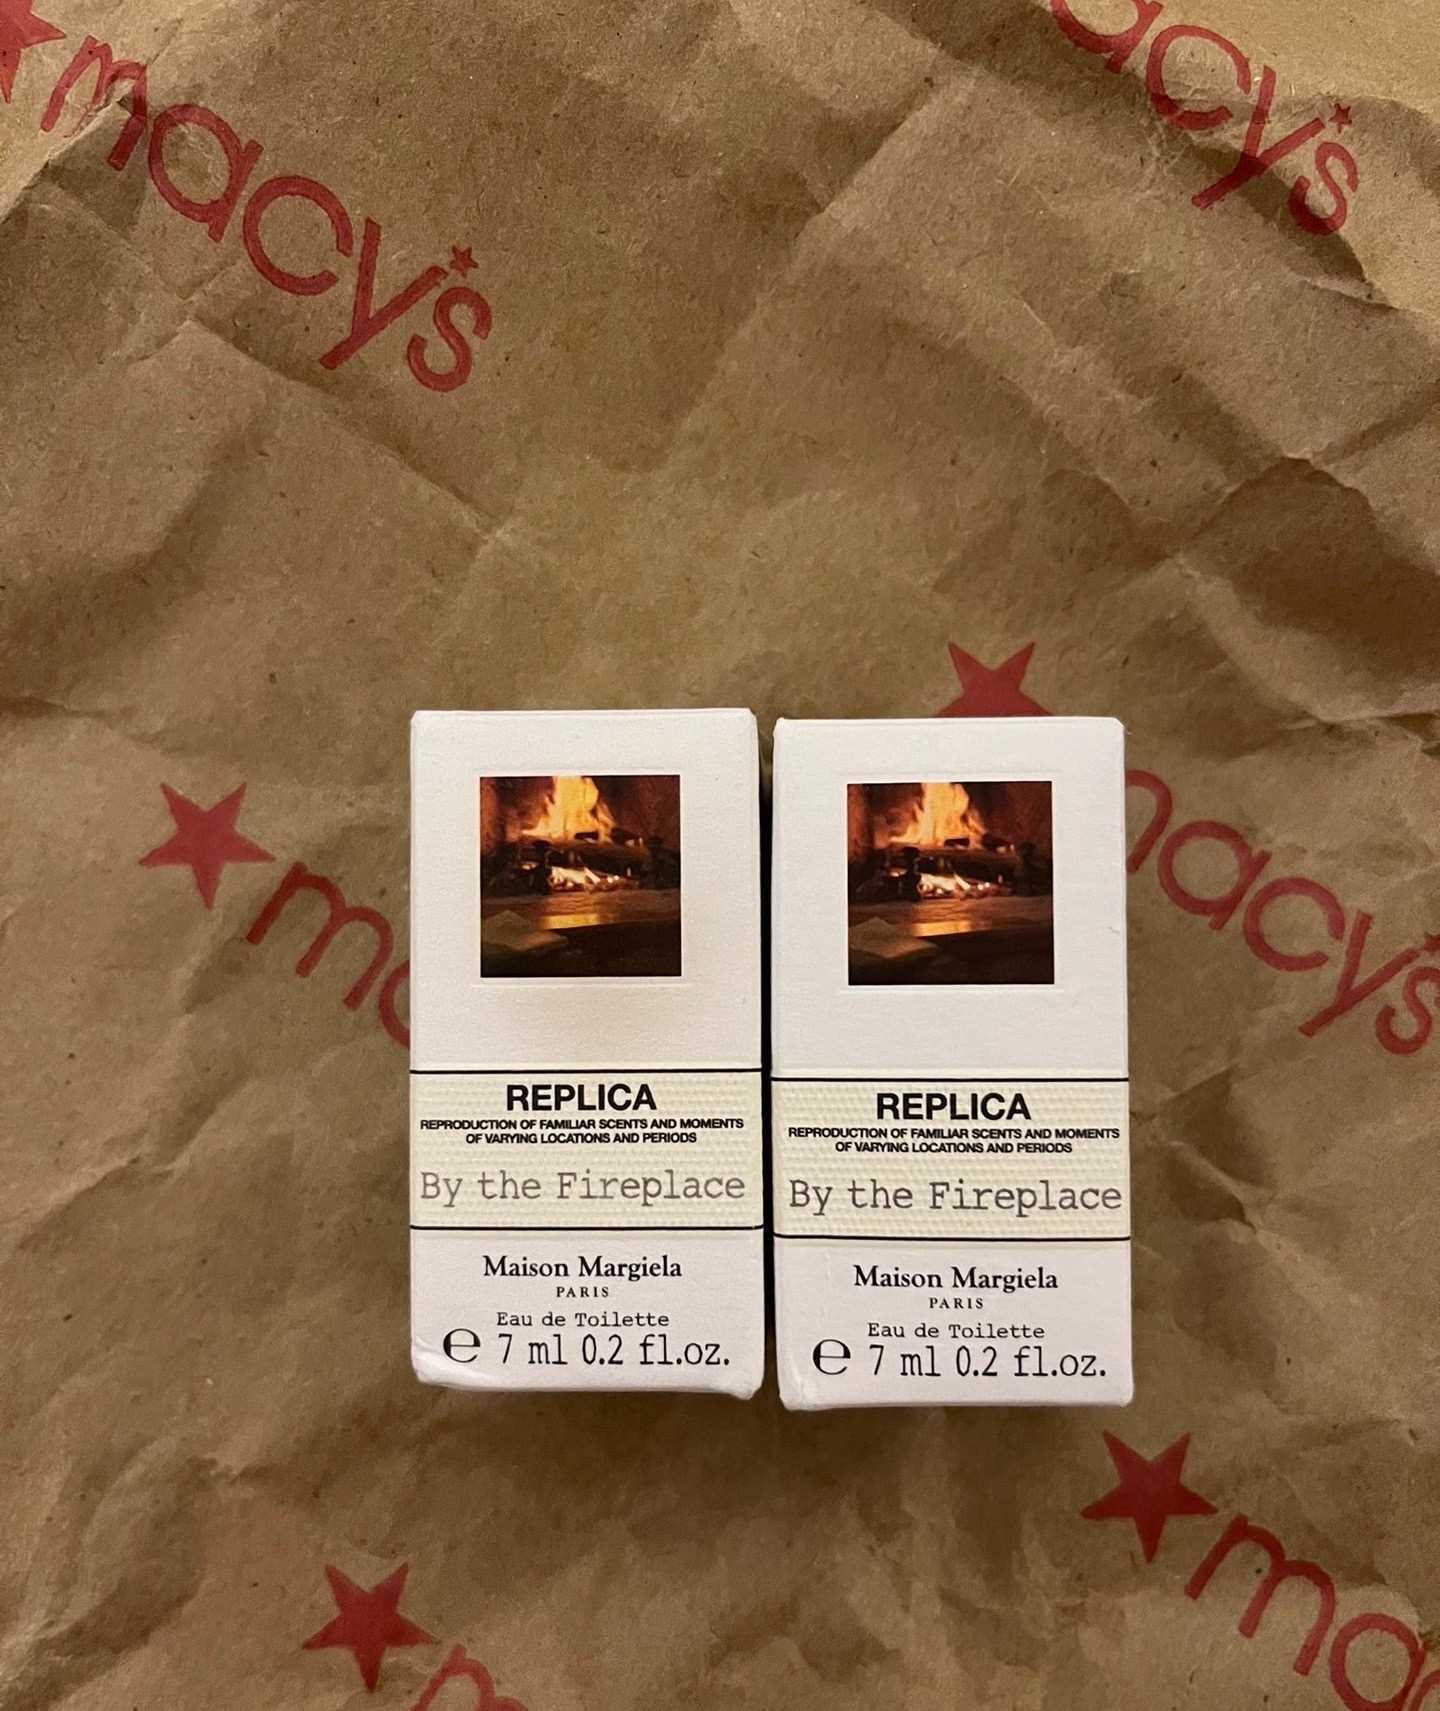 macy's
macy's
REPLICA
REPRODUCTION OF FAMILIAR SCENTS AND MOMENTS
OF VARYING LOCATIONS AND PERIODS
By the Fireplace
Maison Margiela
PARIS
Eau de Toilette
℮ 7 ml 0.2 fl.oz.
REPLICA
REPRODUCTION OF FAMILIAR SCENTS AND MOMENTS
OF VARYING LOCATIONS AND PERIODS
By the Fireplace
Maison Margiela
PARIS
Eau de Toilette
℮ 7 ml 0.2 fl.oz.
mac
macy's
m
mac